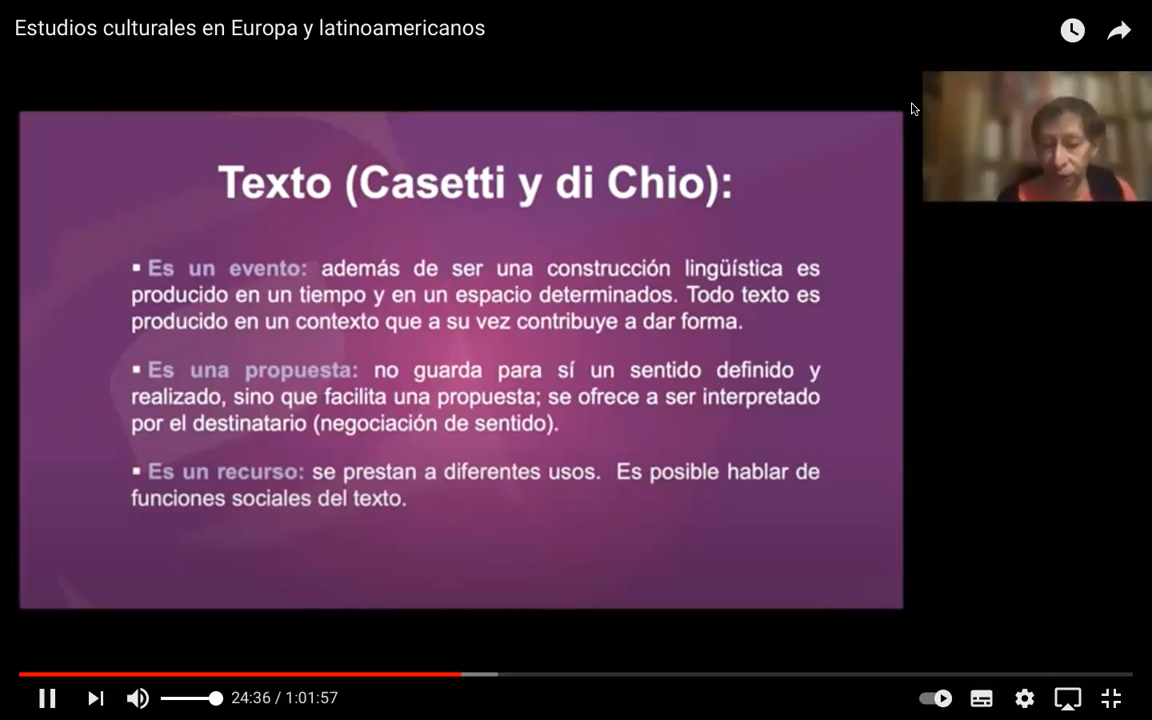 Estudios culturales en Europa y latinoamericanos
Texto (Casetti y di Chio):
▪ Es un evento: además de ser una construcción lingüística es
producido en un tiempo y en un espacio determinados. Todo texto es
producido en un contexto que a su vez contribuye a dar forma.
▪ Es una propuesta: no guarda para sí un sentido definido y
realizado, sino que facilita una propuesta; se ofrece a ser interpretado
por el destinatario (negociación de sentido).
▪ Es un recurso: se prestan a diferentes usos. Es posible hablar de
funciones sociales del texto.
24:36 / 1:01:57